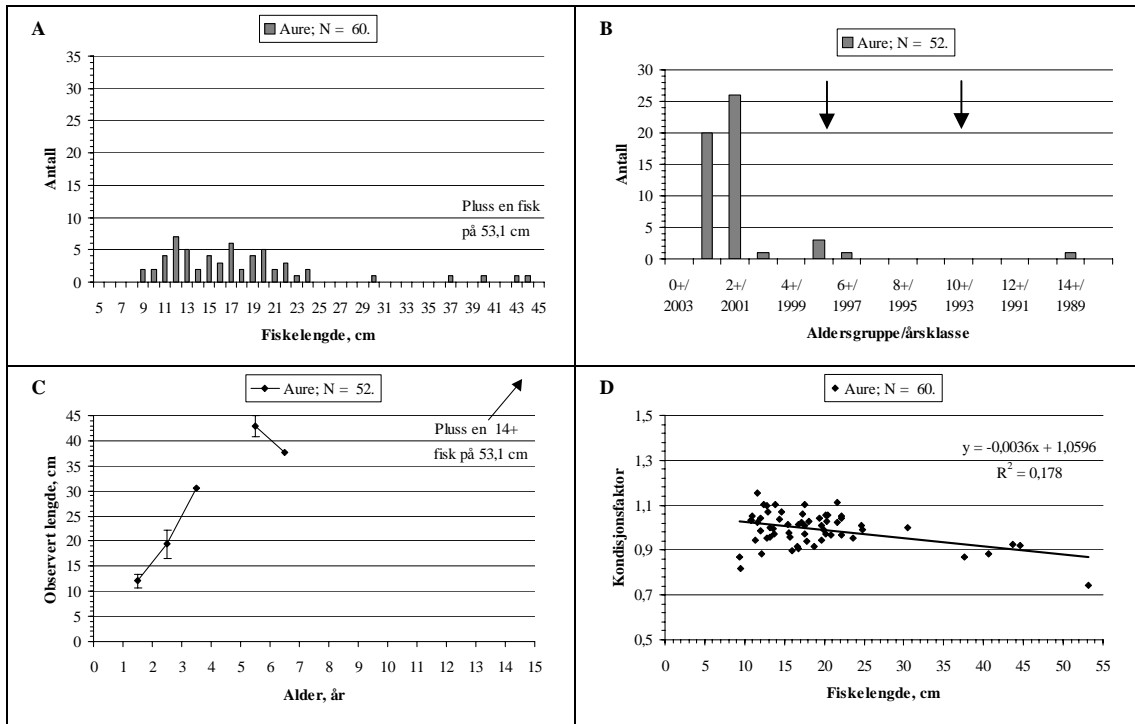 A
Aure; N = 60.
35
30
25
20
15
10
5
0
Antall
Pluss en fisk
på 53,1 cm
5 7 9 11 13 15 17 19 21 23 25 27 29 31 33 35 37 39 41 43 45
Fiskelengde, cm
B
Aure; N = 52.
30
25
20
15
10
5
0
Antall
0+/ 2+/ 4+/ 6+/ 8+/ 10+/ 12+/ 14+/
2003 2001 1999 1997 1995 1993 1991 1989
Aldersgruppe/årsklasse
C
Aure; N = 52.
45
40
35
30
25
20
15
10
5
0
Observert lengde, cm
Pluss en 14+
fisk på 53,1 cm
0 1 2 3 4 5 6 7 8 9 10 11 12 13 14 15
Alder, år
D
Aure; N = 60.
1,5
1,3
1,1
0,9
0,7
0,5
Kondisjonsfaktor
y = -0,0036x + 1,0596
R² = 0,178
0 5 10 15 20 25 30 35 40 45 50 55
Fiskelengde, cm